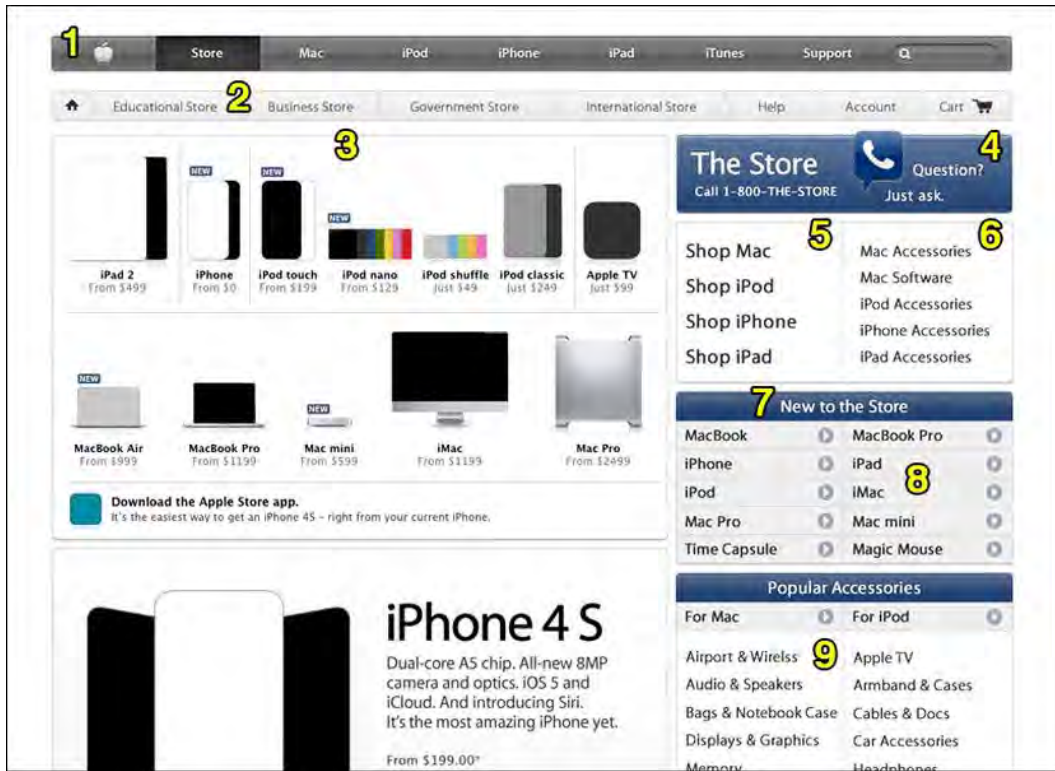 1
Store Mac iPod iPhone iPad iTunes Support
2
Educational Store Business Store Government Store International Store Help Account Cart
3
NEW NEW
NEW
iPad 2 iPhone iPod touch iPod nano iPod shuffle iPod classic Apple TV
From $499 From $0 From $199 From $129 Just $49 Just $249 Just $99
NEW
NEW
MacBook Air MacBook Pro Mac mini iMac Mac Pro
From $999 From $1199 From $599 From $1199 From $2499
Download the Apple Store app.
It's the easiest way to get an iPhone 4S – right from your current iPhone.
iPhone 4 S
Dual-core A5 chip. All-new 8MP
camera and optics. iOS 5 and
iCloud. And introducing Siri.
It's the most amazing iPhone yet.
From $199.00*
4
The Store
Call 1-800-THE-STORE
Question?
Just ask.
5
Shop Mac
Shop iPod
Shop iPhone
Shop iPad
6
Mac Accessories
Mac Software
iPod Accessories
iPhone Accessories
iPad Accessories
7
New to the Store
MacBook MacBook Pro
iPhone iPad
8
iPod iMac
Mac Pro Mac mini
Time Capsule Magic Mouse
Popular Accessories
For Mac For iPod
9
Airport & Wirelss Apple TV
Audio & Speakers Armband & Cases
Bags & Notebook Case Cables & Docs
Displays & Graphics Car Accessories
Memory Headphones